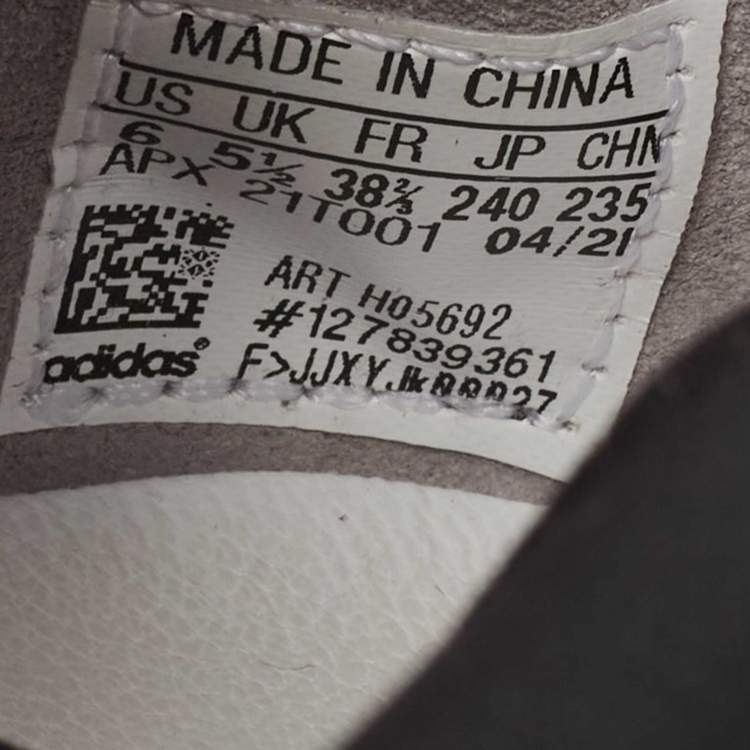 MADE IN CHINA
US UK FR JP CHN
6 5½ 38⅔ 240 235
APX 21T001 04/21
ART H05692
#127839361
adidas®